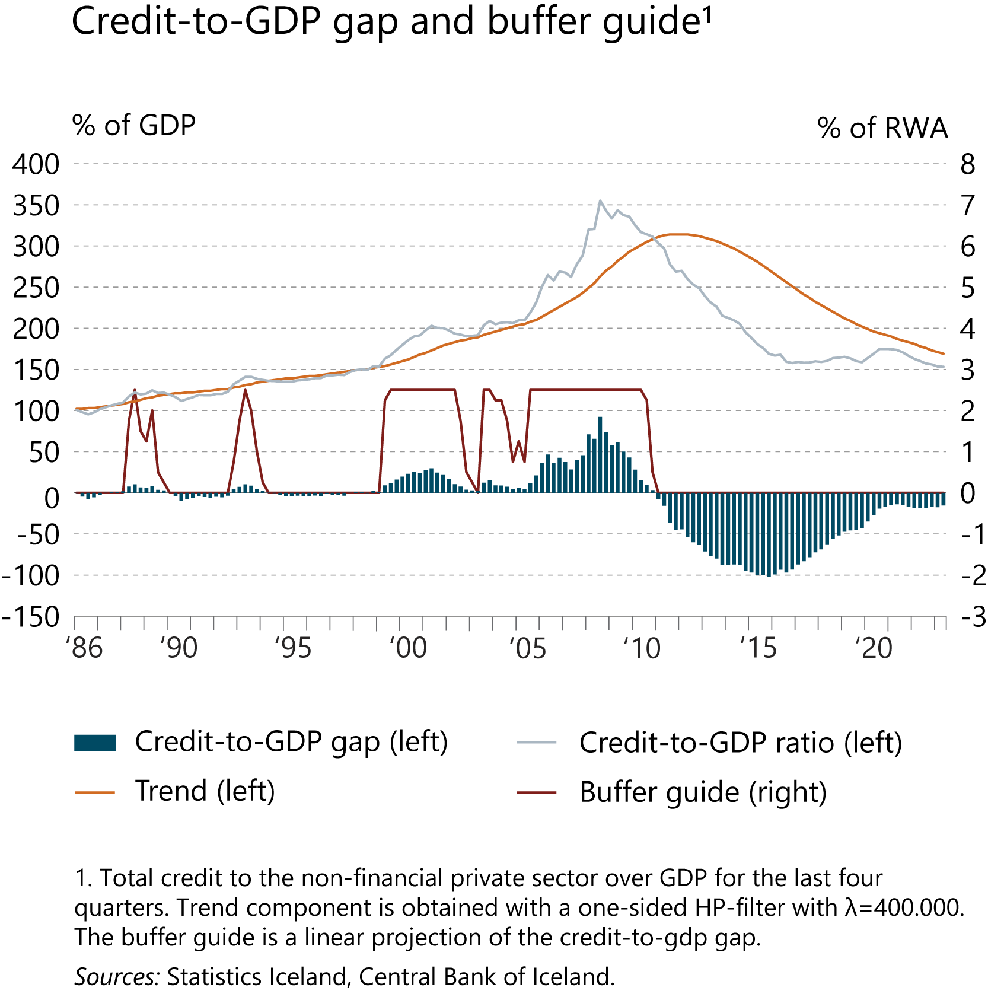 Credit-to-GDP gap and buffer guide¹
% of GDP
% of RWA
400
350
300
250
200
150
100
50
0
-50
-100
-150
8
7
6
5
4
3
2
1
0
-1
-2
-3
‘86 ‘90 ‘95 ‘00 ‘05 ‘10 ‘15 ‘20
Credit-to-GDP gap (left)
Credit-to-GDP ratio (left)
Trend (left)
Buffer guide (right)
1. Total credit to the non-financial private sector over GDP for the last four
quarters. Trend component is obtained with a one-sided HP-filter with λ=400.000.
The buffer guide is a linear projection of the credit-to-gdp gap.
Sources: Statistics Iceland, Central Bank of Iceland.